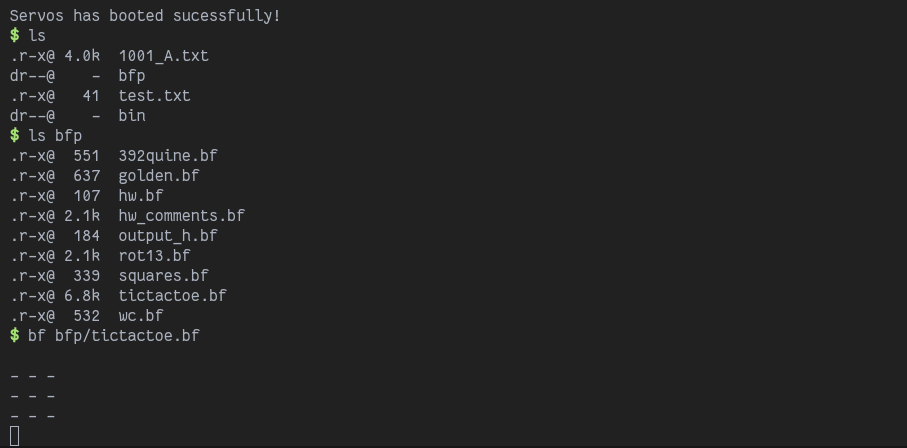 Servos has booted sucessfully!
$ ls
.r-x@ 4.0k  1001_A.txt
dr--@    -  bfp
.r-x@   41  test.txt
dr--@    -  bin
$ ls bfp
.r-x@  551  392quine.bf
.r-x@  637  golden.bf
.r-x@  107  hw.bf
.r-x@ 2.1k  hw_comments.bf
.r-x@  184  output_h.bf
.r-x@ 2.1k  rot13.bf
.r-x@  339  squares.bf
.r-x@ 6.8k  tictactoe.bf
.r-x@  532  wc.bf
$ bf bfp/tictactoe.bf

- - -
- - -
- - -